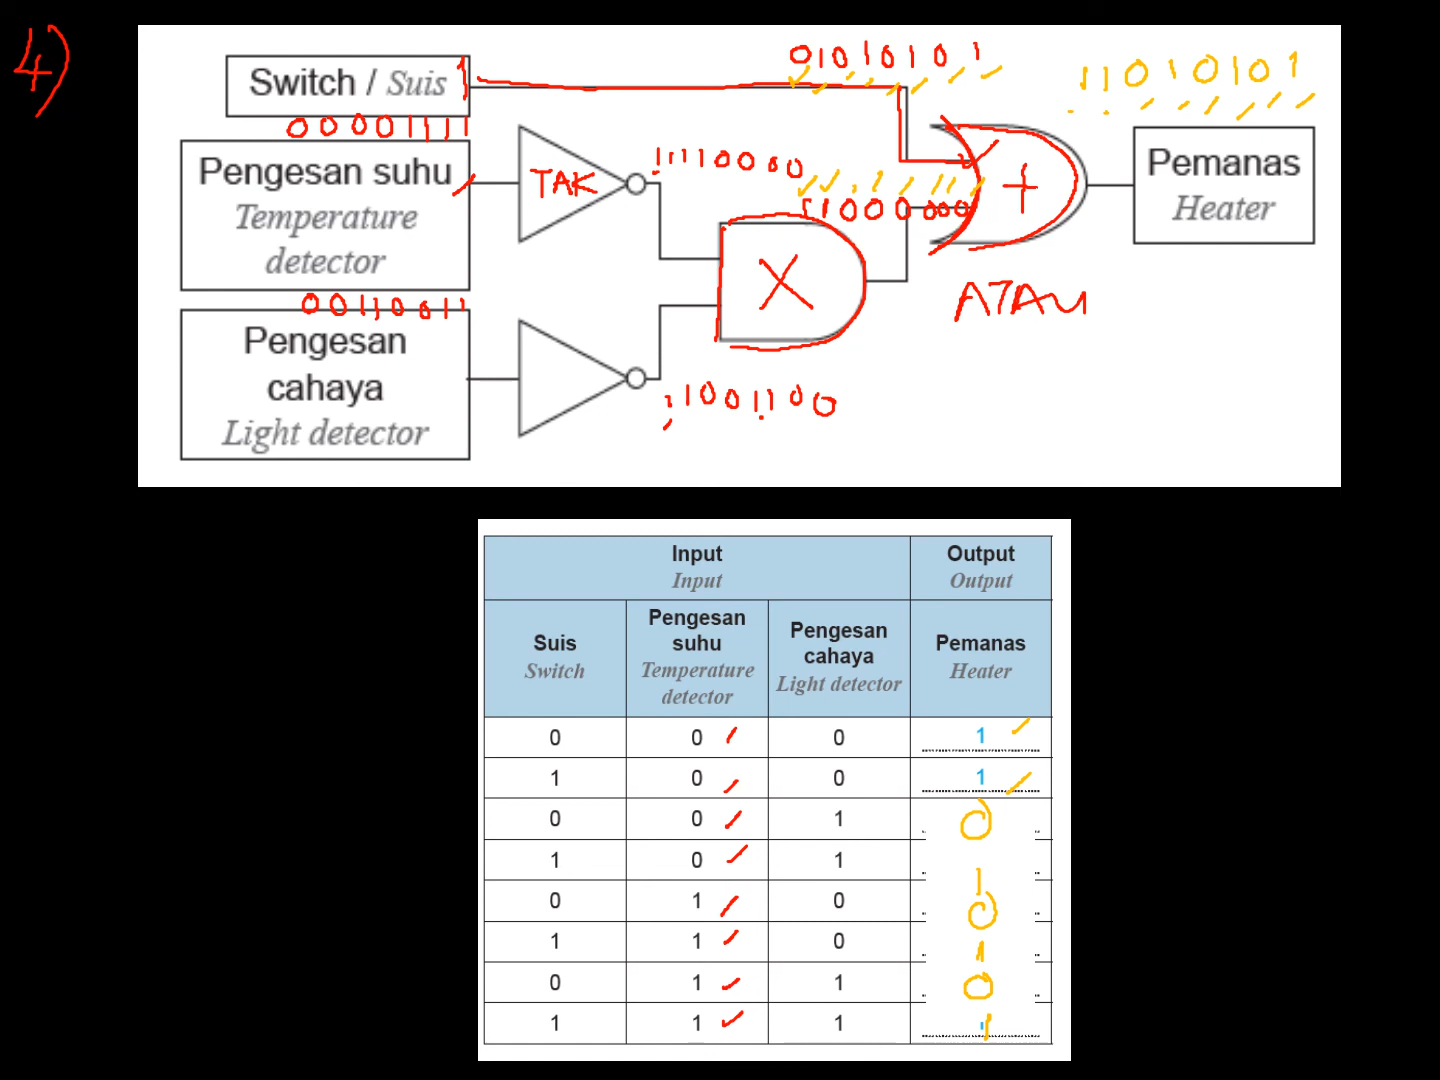 4)
01010101
11010101
Switch / Suis
00001111
Pengesan suhu
Temperature
detector
TAK
11110000
11000000
+
Pemanas
Heater
00110011
X
ATAU
Pengesan
cahaya
Light detector
11001100
Input
Input
Output
Output
Suis
Switch
Pengesan
suhu
Temperature
detector
Pengesan
cahaya
Light detector
Pemanas
Heater
0 0 0 1
1 0 0 1
0 0 1 0
1 0 1 1
0 1 0 0
1 1 0 1
0 1 1 0
1 1 1 1